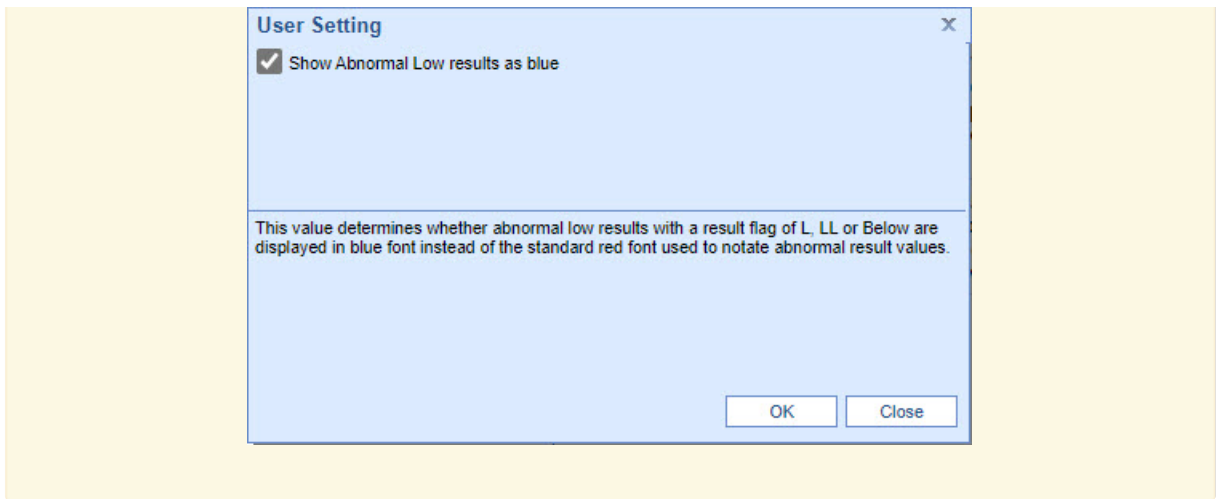 User Setting
Show Abnormal Low results as blue
This value determines whether abnormal low results with a result flag of L, LL or Below are
displayed in blue font instead of the standard red font used to notate abnormal result values.
OK Close